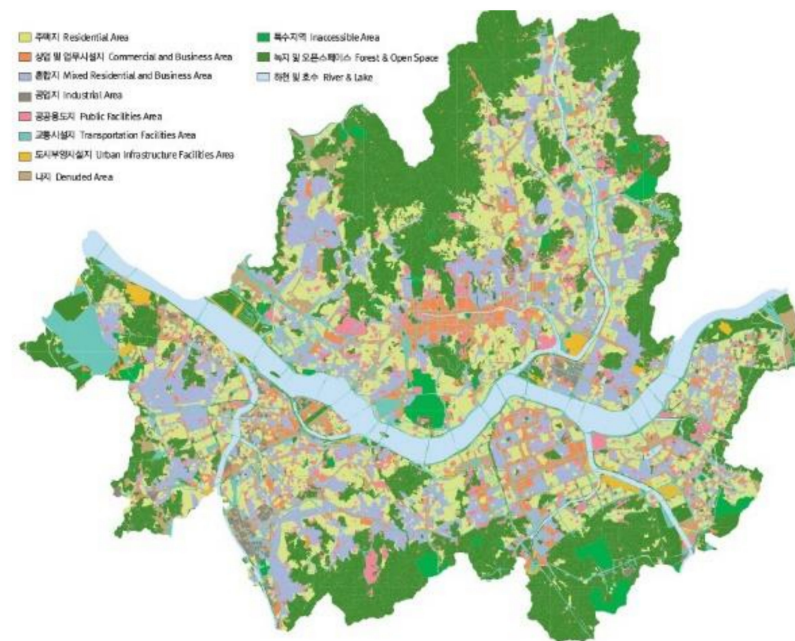 주택지 Residential Area
상업 및 업무시설지 Commercial and Business Area
혼합지 Mixed Residential and Business Area
공업지 Industrial Area
공공용도지 Public Facilities Area
교통시설지 Transportation Facilities Area
도시부양시설지 Urban Infrastructure Facilities Area
나지 Denuded Area
특수지역 Inaccessible Area
녹지 및 오픈스페이스 Forest & Open Space
하천 및 호수 River & Lake